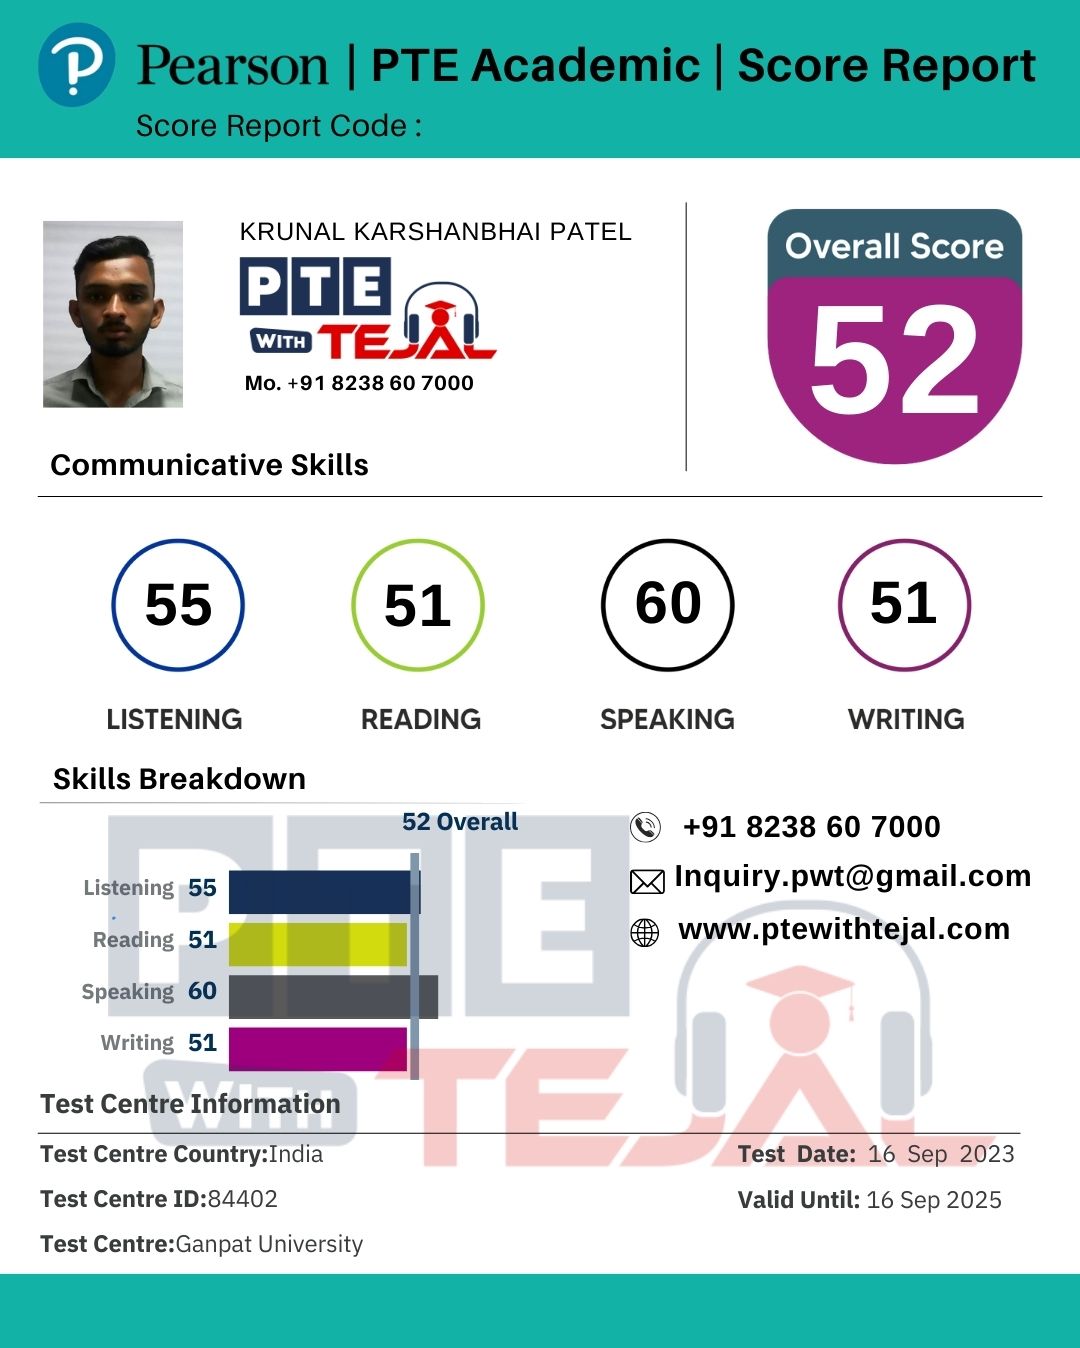 Pearson | PTE Academic | Score Report
Score Report Code :
KRUNAL KARSHANBHAI PATEL
PTE
WITH TEJAL
Mo. +91 8238 60 7000
Overall Score
52
Communicative Skills
55 51 60 51
LISTENING READING SPEAKING WRITING
Skills Breakdown
52 Overall
Listening 55
Reading 51
Speaking 60
Writing 51
+91 8238 60 7000
Inquiry.pwt@gmail.com
www.ptewithtejal.com
PTE
WITH TEJAL
Test Centre Information
Test Centre Country:India
Test Centre ID:84402
Test Centre:Ganpat University
Test Date: 16 Sep 2023
Valid Until: 16 Sep 2025